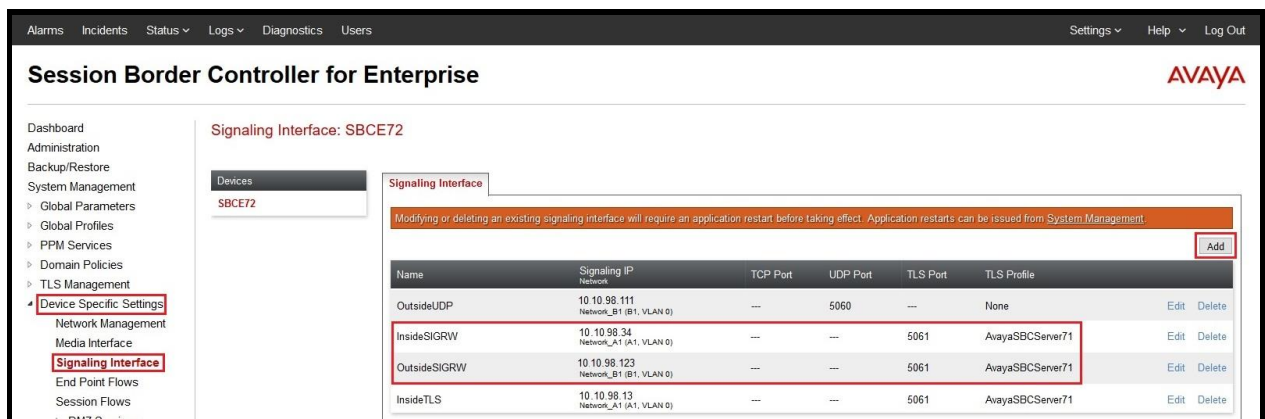 Alarms Incidents Status Logs Diagnostics Users Settings Help Log Out
Session Border Controller for Enterprise
AVAYA
Dashboard
Administration
Backup/Restore
System Management
Global Parameters
Global Profiles
PPM Services
Domain Policies
TLS Management
Device Specific Settings
Network Management
Media Interface
Signaling Interface
End Point Flows
Session Flows
Signaling Interface: SBCE72
Devices
SBCE72
Signaling Interface
Modifying or deleting an existing signaling interface will require an application restart before taking effect. Application restarts can be issued from System Management.
Add
Name Signaling IP Network TCP Port UDP Port TLS Port TLS Profile
OutsideUDP 10.10.98.111 --- 5060 --- None Edit Delete
Network_B1 (B1, VLAN 0)
InsideSIGRW 10.10.98.34 --- --- 5061 AvayaSBCServer71 Edit Delete
Network_A1 (A1, VLAN 0)
OutsideSIGRW 10.10.98.123 --- --- 5061 AvayaSBCServer71 Edit Delete
Network_B1 (B1, VLAN 0)
InsideTLS 10.10.98.13 --- --- 5061 AvayaSBCServer71 Edit Delete
Network_A1 (A1, VLAN 0)